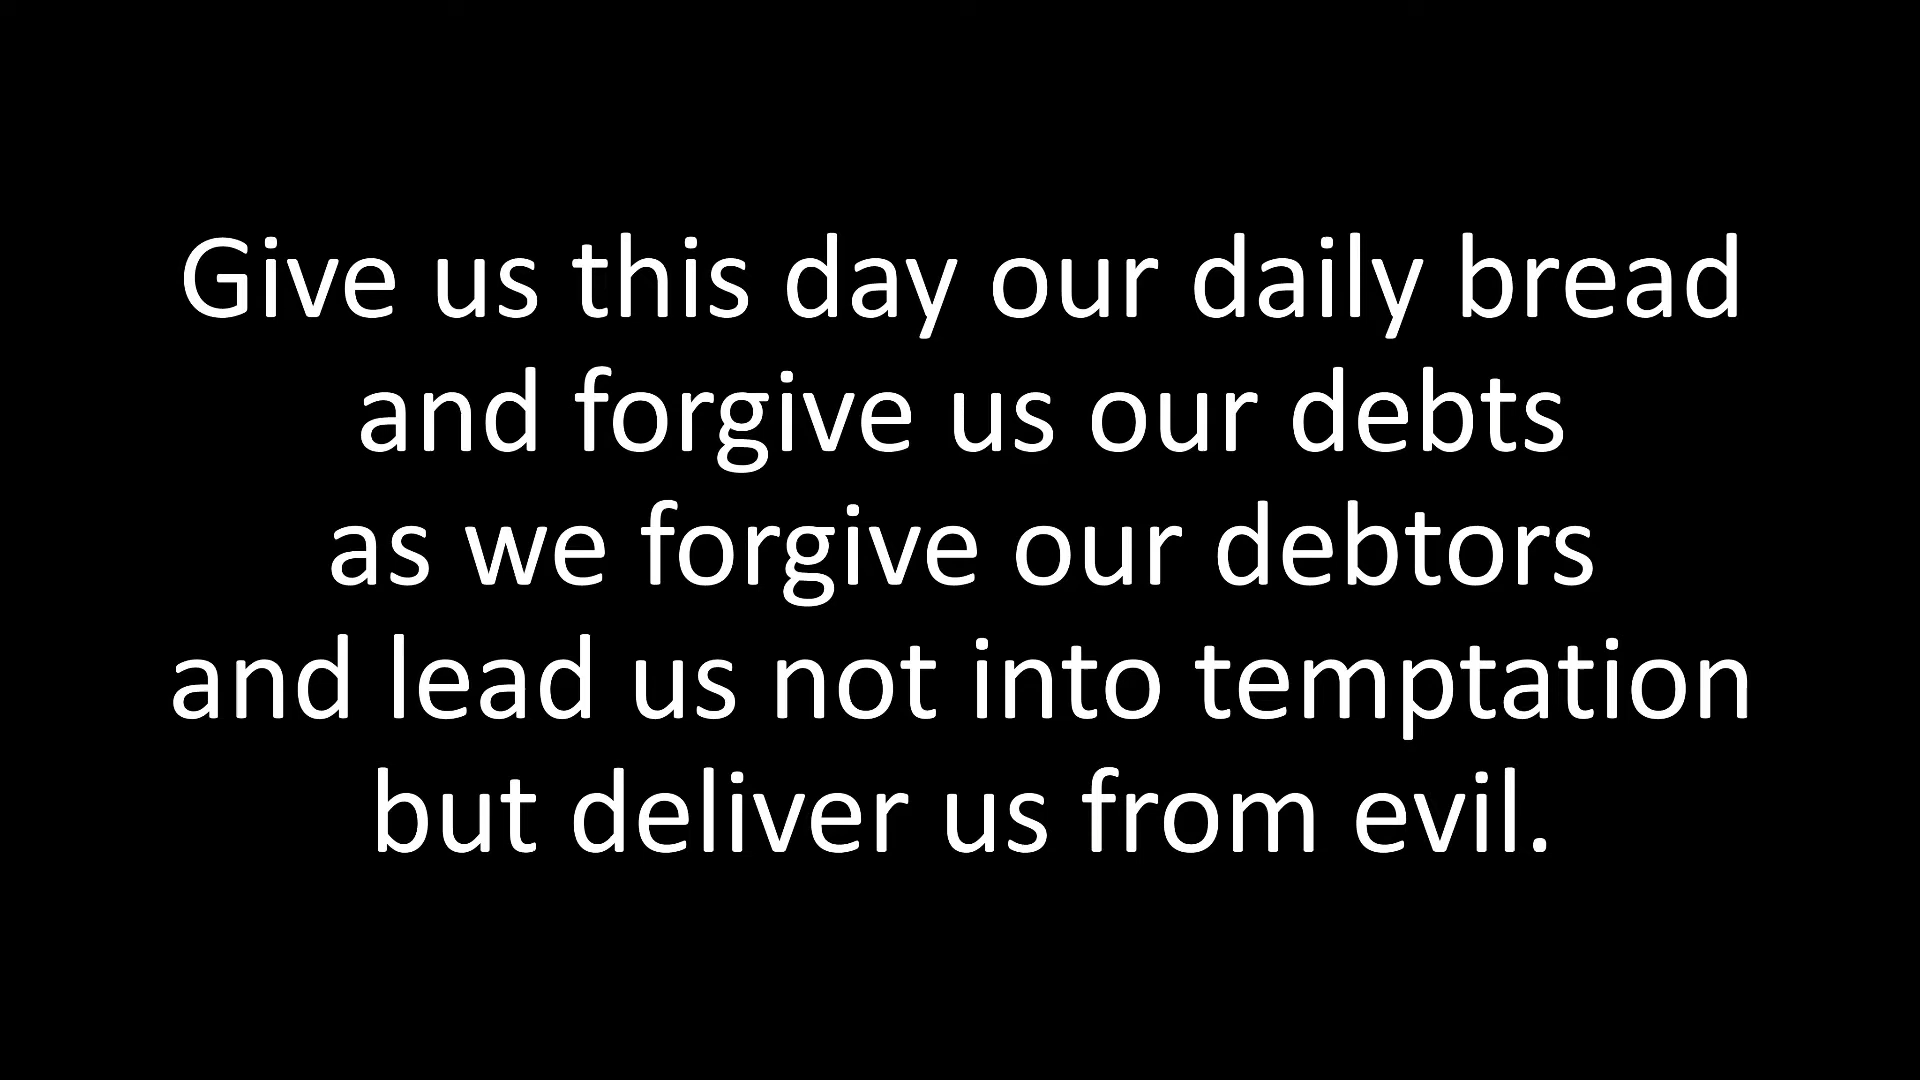 Give us this day our daily bread
and forgive us our debts
as we forgive our debtors
and lead us not into temptation
but deliver us from evil.